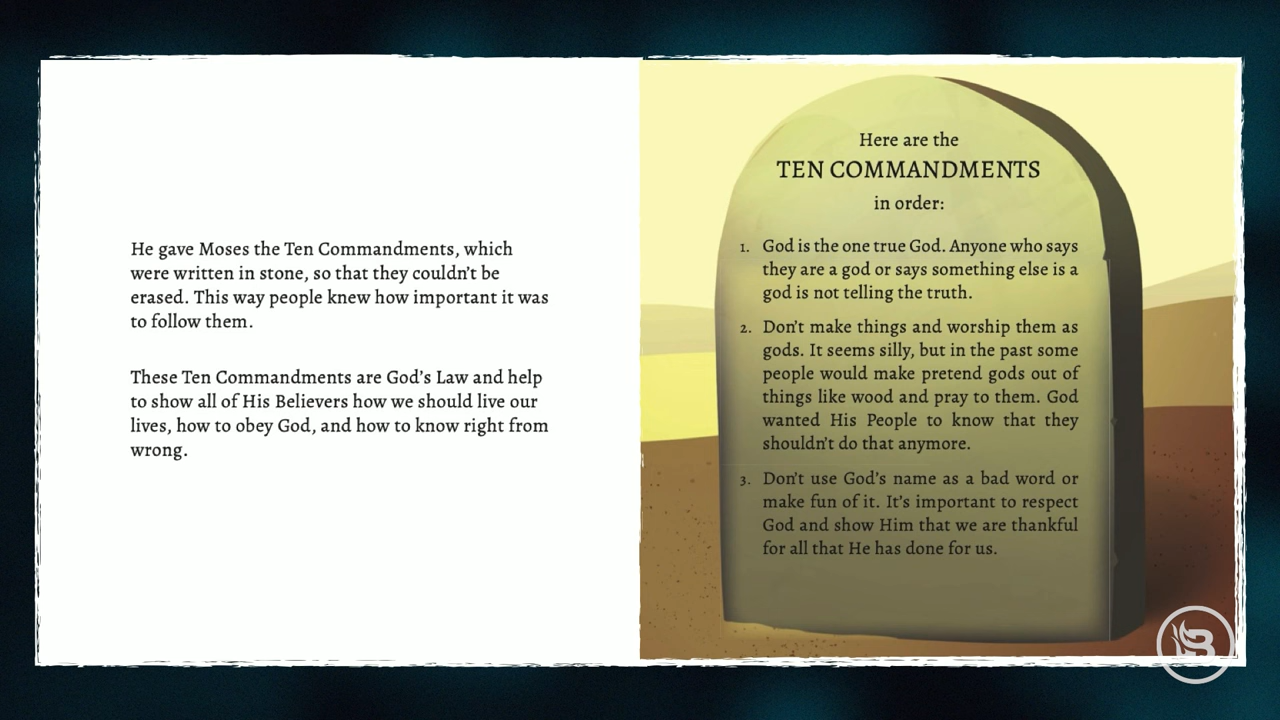 He gave Moses the Ten Commandments, which
were written in stone, so that they couldn't be
erased. This way people knew how important it was
to follow them.
These Ten Commandments are God's Law and help
to show all of His Believers how we should live our
lives, how to obey God, and how to know right from
wrong.
Here are the
TEN COMMANDMENTS
in order:
1. God is the one true God. Anyone who says
they are a god or says something else is a
god is not telling the truth.
2. Don't make things and worship them as
gods. It seems silly, but in the past some
people would make pretend gods out of
things like wood and pray to them. God
wanted His People to know that they
shouldn't do that anymore.
3. Don't use God's name as a bad word or
make fun of it. It's important to respect
God and show Him that we are thankful
for all that He has done for us.
B